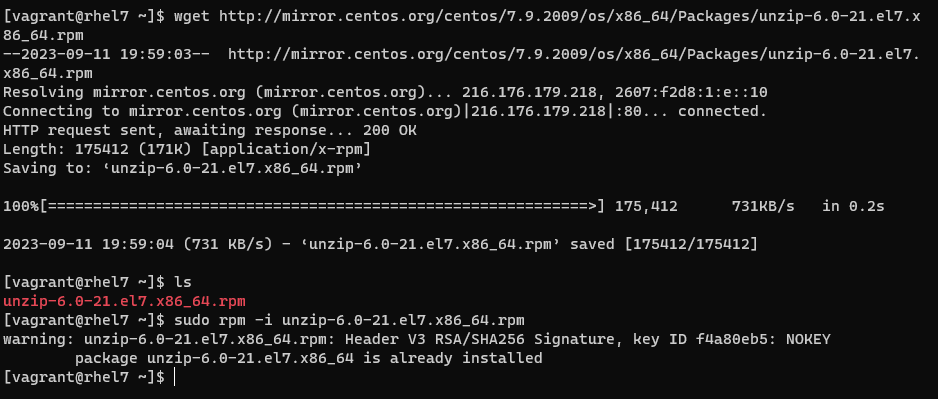 [vagrant@rhel7 ~]$ wget http://mirror.centos.org/centos/7.9.2009/os/x86_64/Packages/unzip-6.0-21.el7.x
86_64.rpm
--2023-09-11 19:59:03--  http://mirror.centos.org/centos/7.9.2009/os/x86_64/Packages/unzip-6.0-21.el7.
x86_64.rpm
Resolving mirror.centos.org (mirror.centos.org)... 216.176.179.218, 2607:f2d8:1:e::10
Connecting to mirror.centos.org (mirror.centos.org)|216.176.179.218|:80... connected.
HTTP request sent, awaiting response... 200 OK
Length: 175412 (171K) [application/x-rpm]
Saving to: ‘unzip-6.0-21.el7.x86_64.rpm’
100%[============================================================>] 175,412      731KB/s   in 0.2s
2023-09-11 19:59:04 (731 KB/s) - ‘unzip-6.0-21.el7.x86_64.rpm’ saved [175412/175412]
[vagrant@rhel7 ~]$ ls
unzip-6.0-21.el7.x86_64.rpm
[vagrant@rhel7 ~]$ sudo rpm -i unzip-6.0-21.el7.x86_64.rpm
warning: unzip-6.0-21.el7.x86_64.rpm: Header V3 RSA/SHA256 Signature, key ID f4a80eb5: NOKEY
        package unzip-6.0-21.el7.x86_64 is already installed
[vagrant@rhel7 ~]$